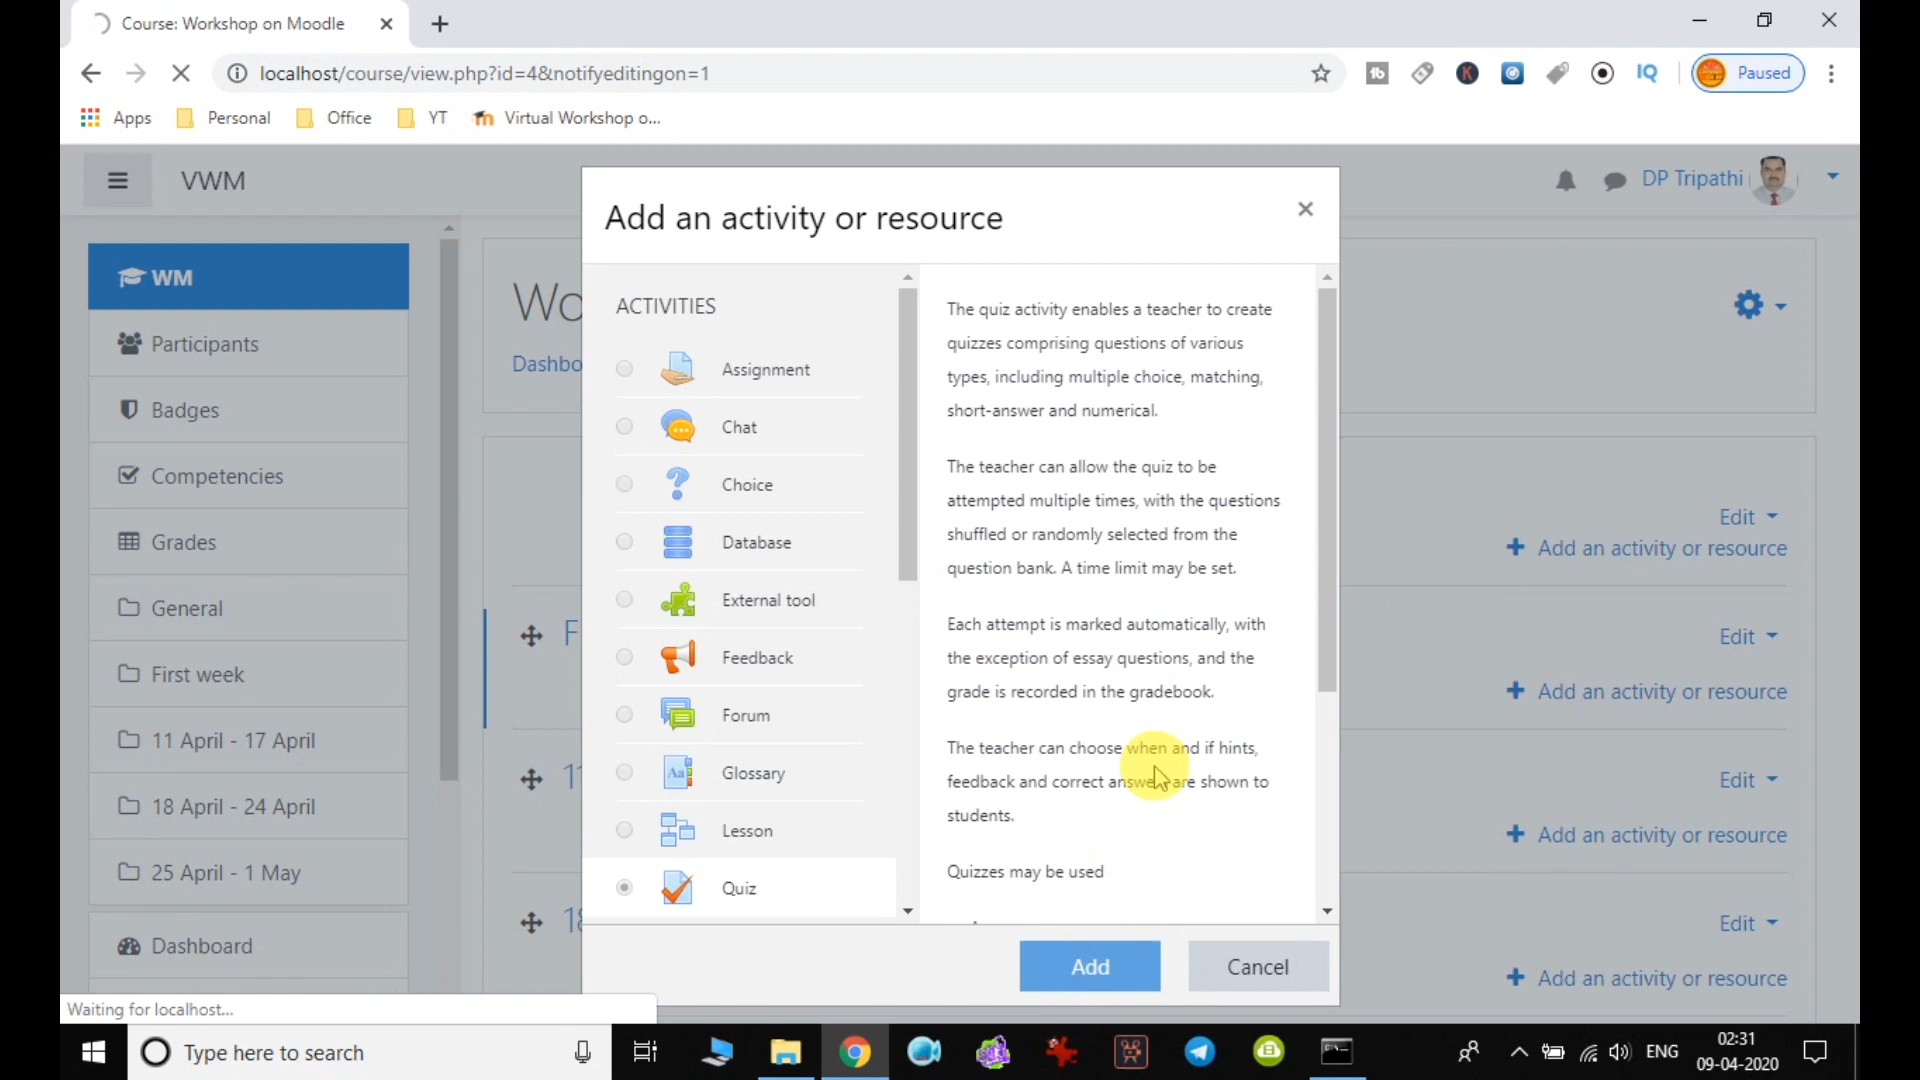 Course: Workshop on Moodle
localhost/course/view.php?id=4&notifyeditingon=1
Paused
Apps
Personal
Office
YT
Virtual Workshop o...
VWM
DP Tripathi
WM
Participants
Badges
Competencies
Grades
General
First week
11 April - 17 April
18 April - 24 April
25 April - 1 May
Dashboard
Wo
Dashbo
Add an activity or resource
ACTIVITIES
Assignment
Chat
Choice
Database
External tool
Feedback
Forum
Glossary
Lesson
Quiz
The quiz activity enables a teacher to create
quizzes comprising questions of various
types, including multiple choice, matching,
short-answer and numerical.
The teacher can allow the quiz to be
attempted multiple times, with the questions
shuffled or randomly selected from the
question bank. A time limit may be set.
Each attempt is marked automatically, with
the exception of essay questions, and the
grade is recorded in the gradebook.
The teacher can choose when and if hints,
feedback and correct answers are shown to
students.
Quizzes may be used
Add
Cancel
Edit
Add an activity or resource
F
Edit
Add an activity or resource
11
Edit
Add an activity or resource
18
Edit
Add an activity or resource
Waiting for localhost...
Type here to search
ENG
02:31
09-04-2020